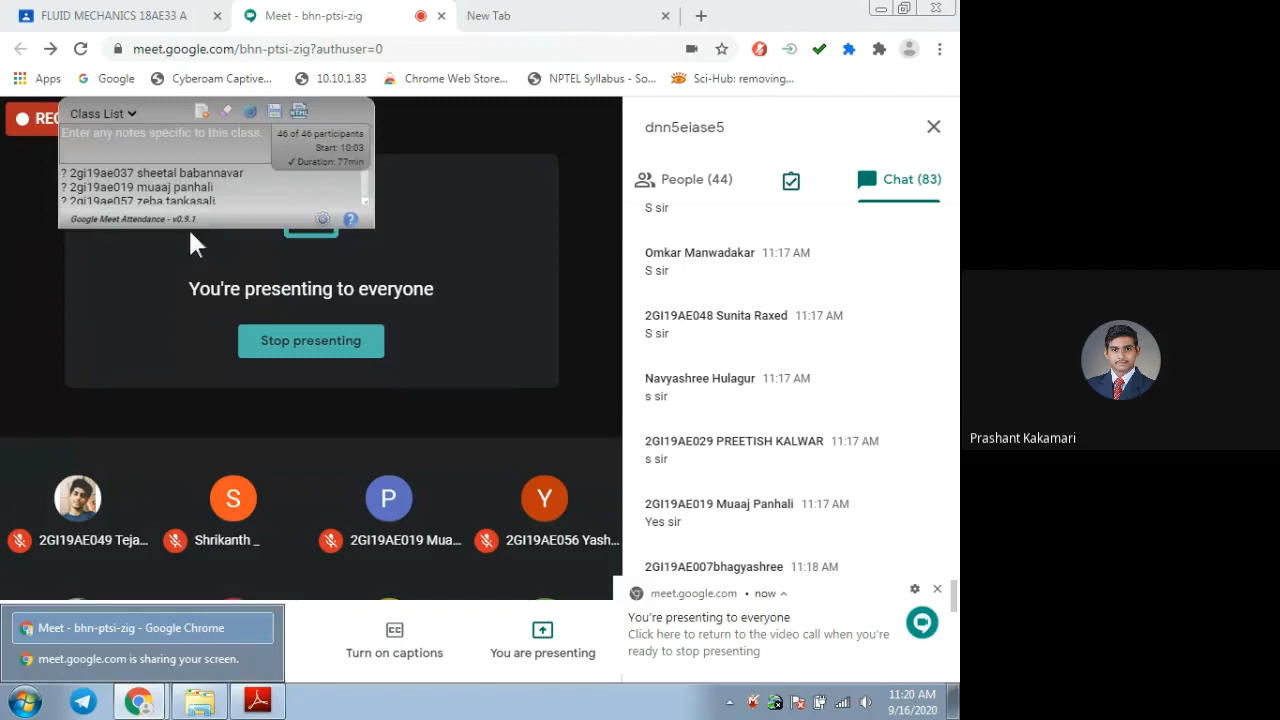 FLUID MECHANICS 18AE33 A
Meet - bhn-ptsi-zig
New Tab
meet.google.com/bhn-ptsi-zig?authuser=0
Apps
Google
Cyberoam Captive...
10.10.1.83
Chrome Web Store...
NPTEL Syllabus - So...
Sci-Hub: removing...
REC
Class List
HTML
Enter any notes specific to this class.
46 of 46 participants
Start: 10:03
✓ Duration: 77min
? 2gi19ae037 sheetal babannavar
? 2gi19ae019 muaaj panhali
? 2gi19ae057 zeba tankasali
Google Meet Attendance - v0.9.1
You're presenting to everyone
Stop presenting
2GI19AE049 Teja...
S
Shrikanth _
P
2GI19AE019 Mua...
Y
2GI19AE056 Yash...
dnn5eiase5
People (44)
Chat (83)
S sir
Omkar Manwadakar 11:17 AM
S sir
2GI19AE048 Sunita Raxed 11:17 AM
S sir
Navyashree Hulagur 11:17 AM
s sir
2GI19AE029 PREETISH KALWAR 11:17 AM
s sir
2GI19AE019 Muaaj Panhali 11:17 AM
Yes sir
2GI19AE007bhagyashree 11:18 AM
meet.google.com • now
You're presenting to everyone
Click here to return to the video call when you're
ready to stop presenting
Meet - bhn-ptsi-zig - Google Chrome
meet.google.com is sharing your screen.
CC
Turn on captions
You are presenting
11:20 AM
9/16/2020
Prashant Kakamari